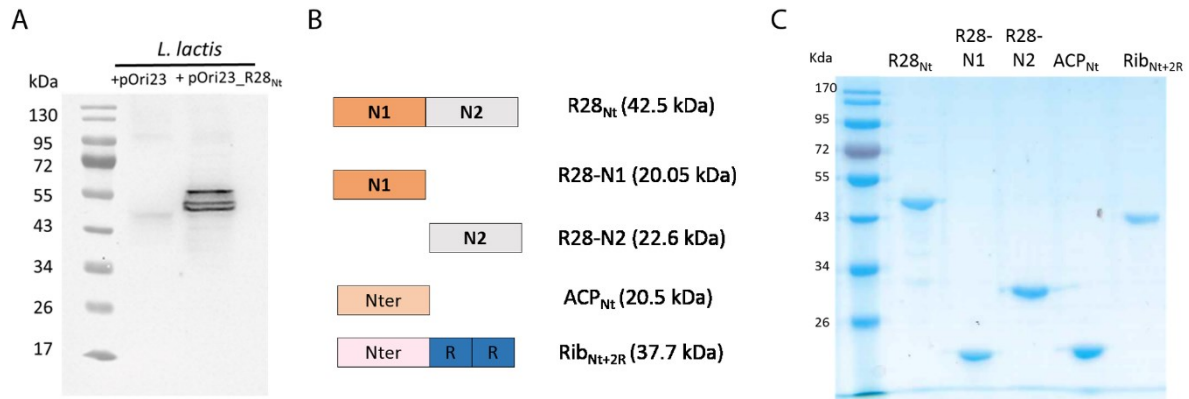 A
L. lactis
+pOri23 + pOri23_R28Nt
kDa
130
95
72
55
43
34
26
17
B
N1 N2 R28Nt (42.5 kDa)
N1 R28-N1 (20.05 kDa)
N2 R28-N2 (22.6 kDa)
Nter ACPNt (20.5 kDa)
Nter R R RibNt+2R (37.7 kDa)
C
R28- R28-
Kda R28Nt N1 N2 ACPNt RibNt+2R
170
130
95
72
55
43
34
26